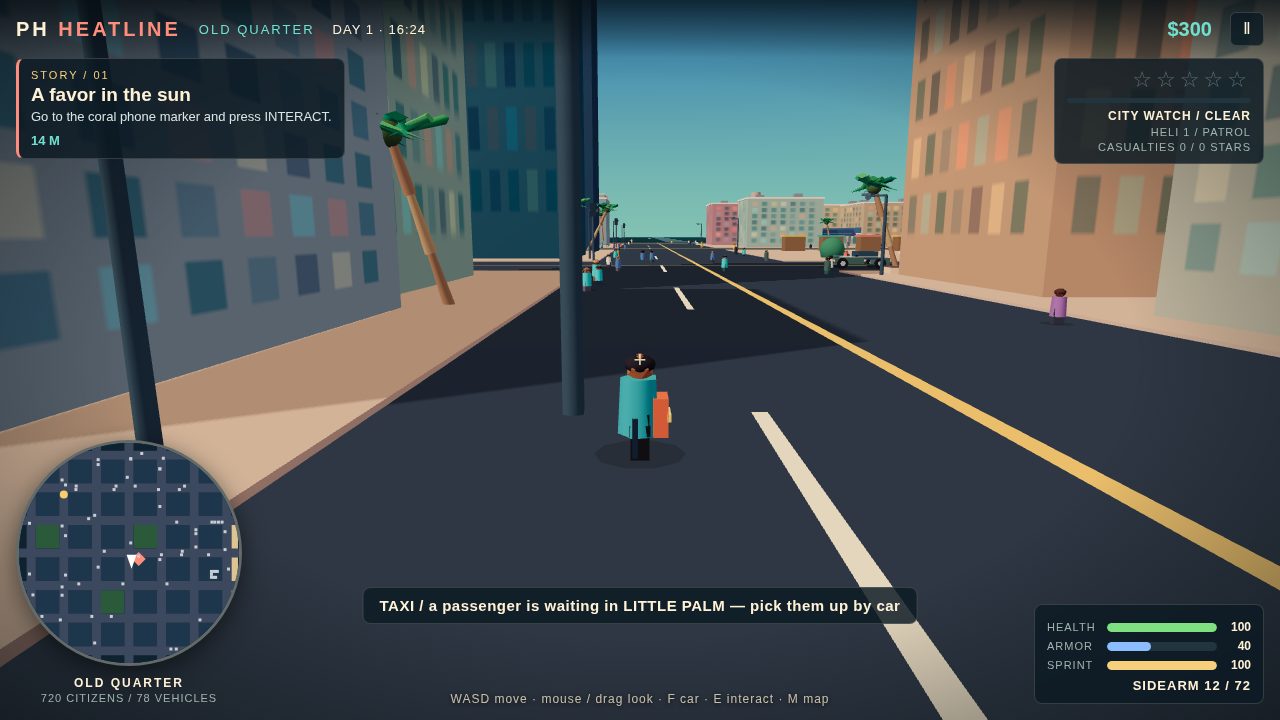 PH HEATLINE OLD QUARTER DAY 1 · 16:24
$300
STORY / 01
A favor in the sun
Go to the coral phone marker and press INTERACT.
14 M
CITY WATCH / CLEAR
HELI 1 / PATROL
CASUALTIES 0 / 0 STARS
TAXI / a passenger is waiting in LITTLE PALM — pick them up by car
OLD QUARTER
720 CITIZENS / 78 VEHICLES
WASD move · mouse / drag look · F car · E interact · M map
HEALTH 100
ARMOR 40
SPRINT 100
SIDEARM 12 / 72